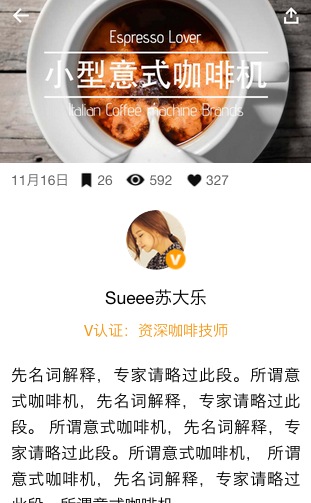 Espresso Lover
小型意式咖啡机
Italian Coffee machine Brands
11月16日 26 592 327
V
Sueee苏大乐
V认证：资深咖啡技师
先名词解释，专家请略过此段。所谓意
式咖啡机，先名词解释，专家请略过此
段。 所谓意式咖啡机，先名词解释，专
家请略过此段。所谓意式咖啡机， 所谓
意式咖啡机，先名词解释，专家请略过
此段。所谓意式咖啡机